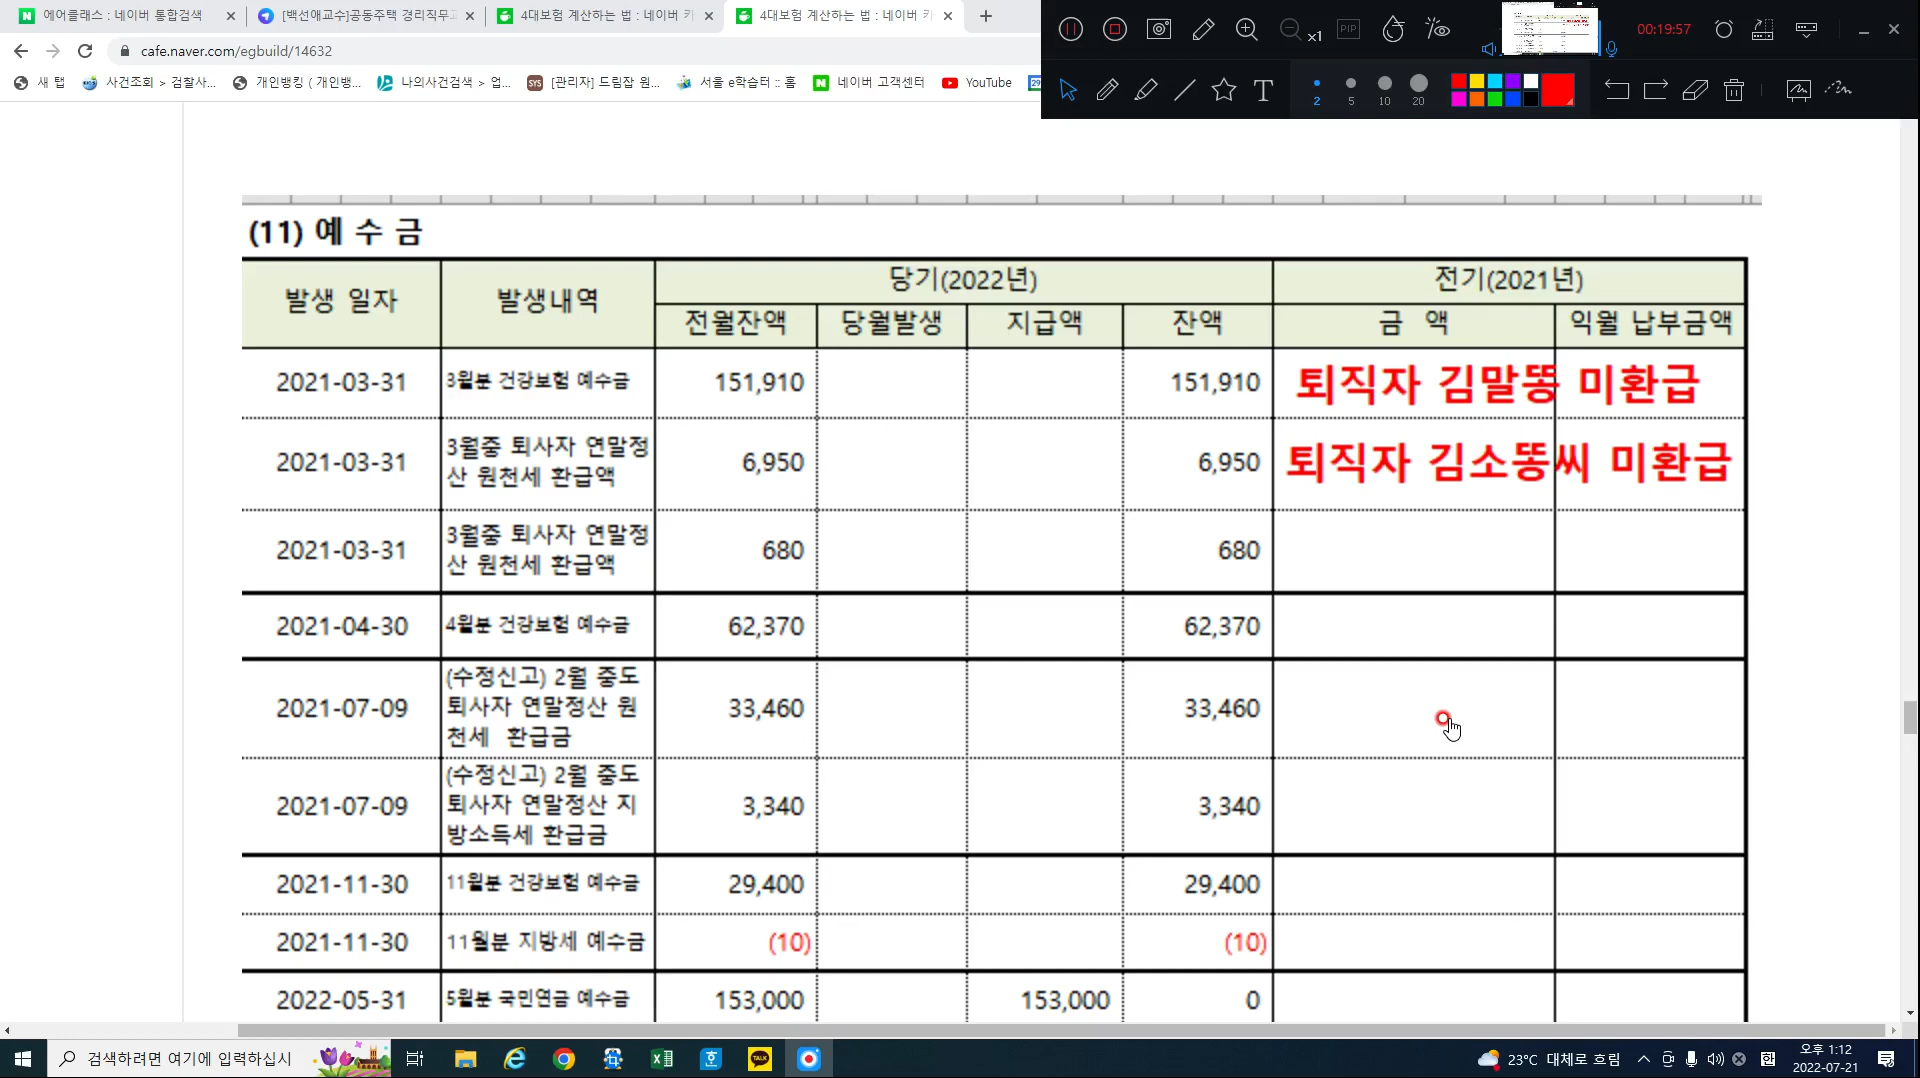 에어클래스 : 네이버 통합검색
[백선애교수]공동주택 경리직무교
4대보험 계산하는 법 : 네이버 카
4대보험 계산하는 법 : 네이버 카
cafe.naver.com/egbuild/14632
새 탭
사건조회 > 검찰사...
개인뱅킹 ( 개인뱅...
나의사건검색 > 업...
[관리자] 드림잡 원...
서울 e학습터 :: 홈
네이버 고객센터
YouTube
x1
PIP
00:19:57
T
2
5
10
20
(11) 예 수 금
발생 일자 발생내역 당기(2022년) 전기(2021년)
전월잔액 당월발생 지급액 잔액 금 액 익월 납부금액
2021-03-31 3월분 건강보험 예수금 151,910 151,910 퇴직자 김말똥 미환급
2021-03-31 3월중 퇴사자 연말정
산 원천세 환급액 6,950 6,950 퇴직자 김소똥씨 미환급
2021-03-31 3월중 퇴사자 연말정
산 원천세 환급액 680 680
2021-04-30 4월분 건강보험 예수금 62,370 62,370
2021-07-09 (수정신고) 2월 중도
퇴사자 연말정산 원
천세 환급금 33,460 33,460
2021-07-09 (수정신고) 2월 중도
퇴사자 연말정산 지
방소득세 환급금 3,340 3,340
2021-11-30 11월분 건강보험 예수금 29,400 29,400
2021-11-30 11월분 지방세 예수금 (10) (10)
2022-05-31 5월분 국민연금 예수금 153,000 153,000 0
검색하려면 여기에 입력하십시
TALK
23°C 대체로 흐림
한
오후 1:12
2022-07-21